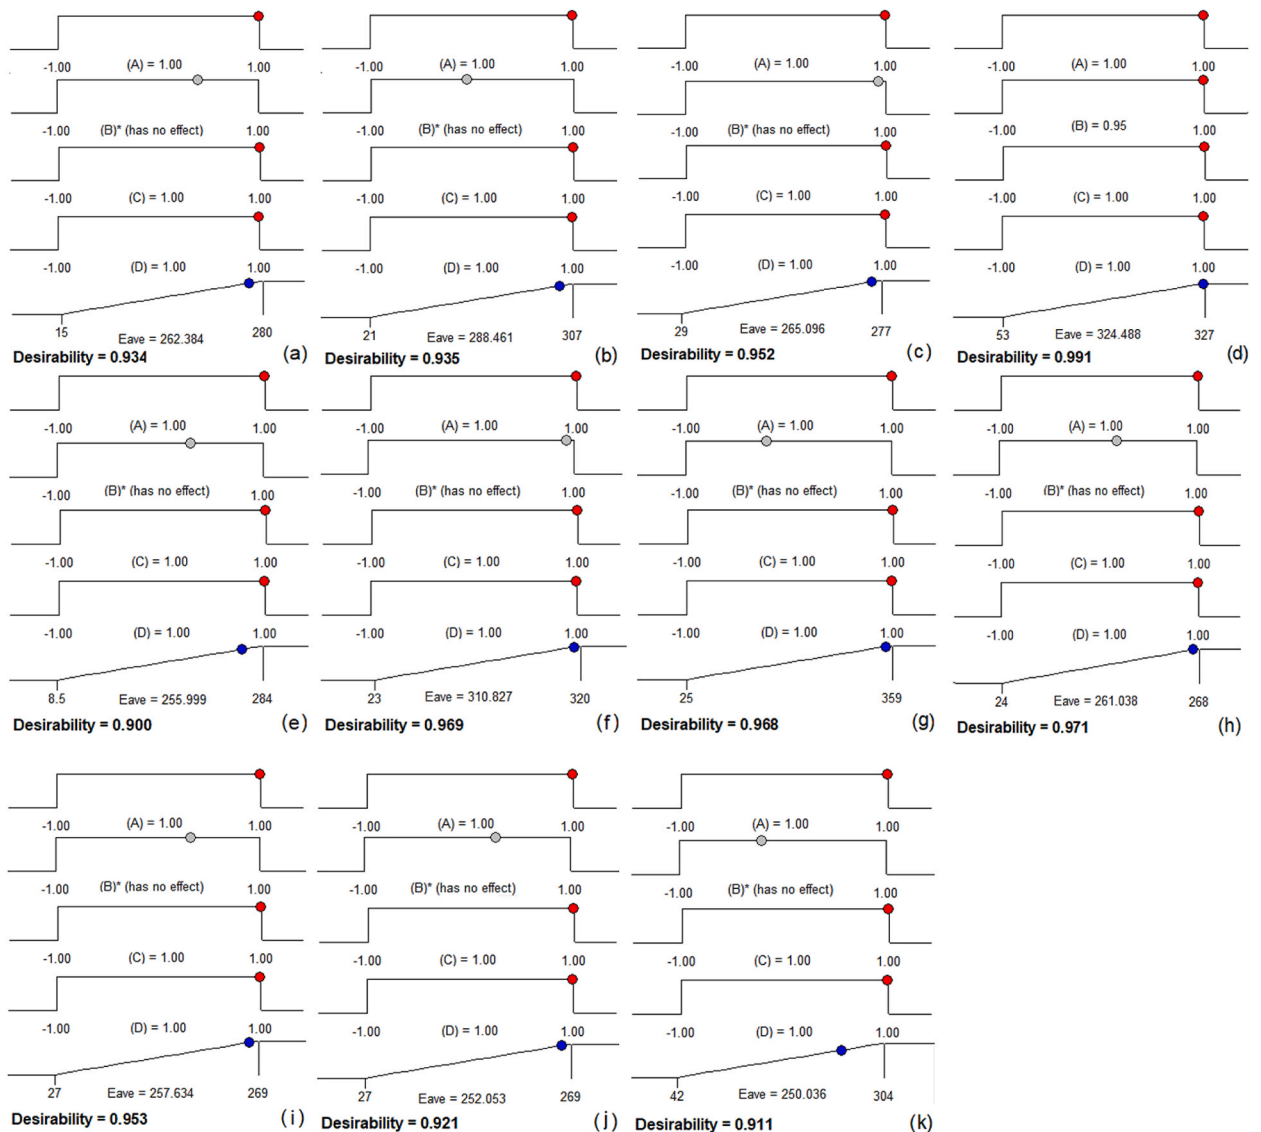 -1.00 (A) = 1.00 1.00
-1.00 (B)* (has no effect) 1.00
-1.00 (C) = 1.00 1.00
-1.00 (D) = 1.00 1.00
15 Eave = 262.384 280
Desirability = 0.934 (a)
-1.00 (A) = 1.00 1.00
-1.00 (B)* (has no effect) 1.00
-1.00 (C) = 1.00 1.00
-1.00 (D) = 1.00 1.00
21 Eave = 288.461 307
Desirability = 0.935 (b)
-1.00 (A) = 1.00 1.00
-1.00 (B)* (has no effect) 1.00
-1.00 (C) = 1.00 1.00
-1.00 (D) = 1.00 1.00
29 Eave = 265.096 277
Desirability = 0.952 (c)
-1.00 (A) = 1.00 1.00
-1.00 (B) = 0.95 1.00
-1.00 (C) = 1.00 1.00
-1.00 (D) = 1.00 1.00
53 Eave = 324.488 327
Desirability = 0.991 (d)
-1.00 (A) = 1.00 1.00
-1.00 (B)* (has no effect) 1.00
-1.00 (C) = 1.00 1.00
-1.00 (D) = 1.00 1.00
8.5 Eave = 255.999 284
Desirability = 0.900 (e)
-1.00 (A) = 1.00 1.00
-1.00 (B)* (has no effect) 1.00
-1.00 (C) = 1.00 1.00
-1.00 (D) = 1.00 1.00
23 Eave = 310.827 320
Desirability = 0.969 (f)
-1.00 (A) = 1.00 1.00
-1.00 (B)* (has no effect) 1.00
-1.00 (C) = 1.00 1.00
-1.00 (D) = 1.00 1.00
25 359
Desirability = 0.968 (g)
-1.00 (A) = 1.00 1.00
-1.00 (B)* (has no effect) 1.00
-1.00 (C) = 1.00 1.00
-1.00 (D) = 1.00 1.00
24 Eave = 261.038 268
Desirability = 0.971 (h)
-1.00 (A) = 1.00 1.00
-1.00 (B)* (has no effect) 1.00
-1.00 (C) = 1.00 1.00
-1.00 (D) = 1.00 1.00
27 Eave = 257.634 269
Desirability = 0.953 (i)
-1.00 (A) = 1.00 1.00
-1.00 (B)* (has no effect) 1.00
-1.00 (C) = 1.00 1.00
-1.00 (D) = 1.00 1.00
27 Eave = 252.053 269
Desirability = 0.921 (j)
-1.00 (A) = 1.00 1.00
-1.00 (B)* (has no effect) 1.00
-1.00 (C) = 1.00 1.00
-1.00 (D) = 1.00 1.00
42 Eave = 250.036 304
Desirability = 0.911 (k)